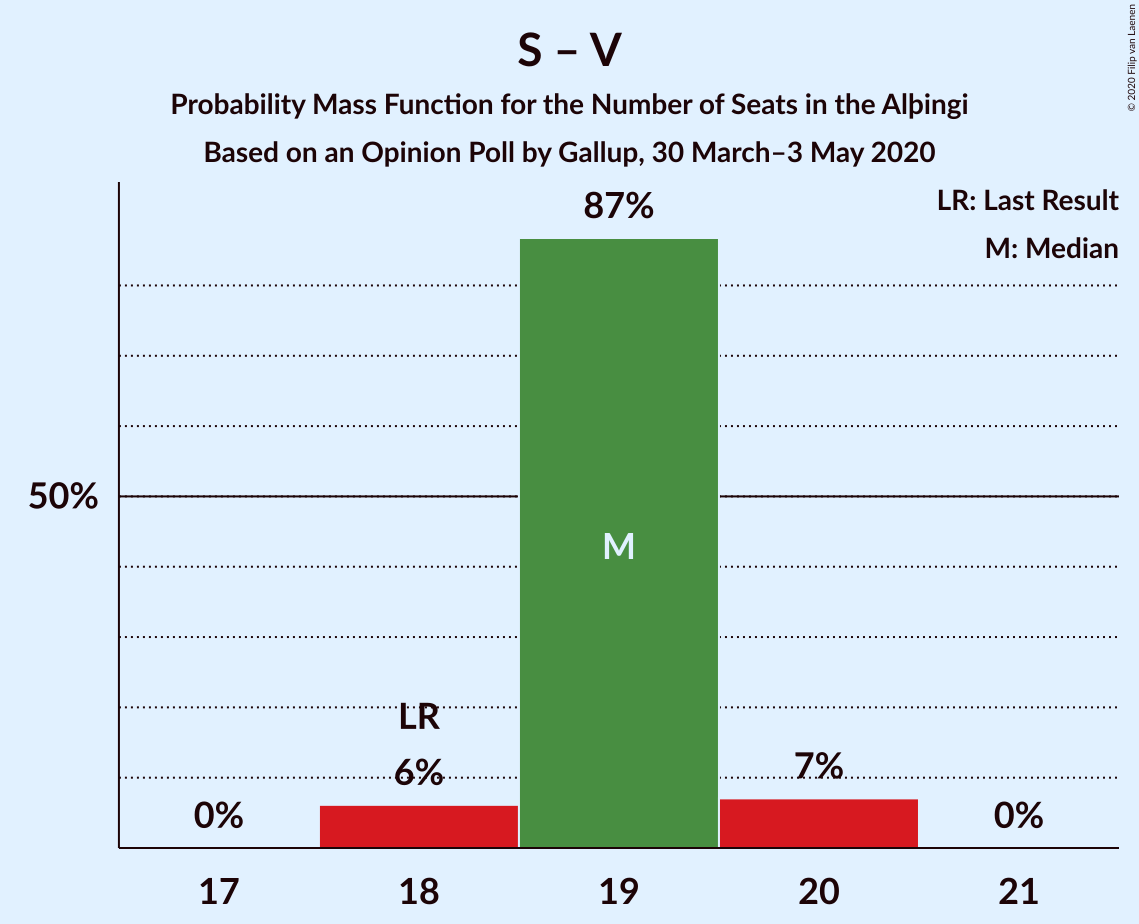 S – V
Probability Mass Function for the Number of Seats in the Alþingi
Based on an Opinion Poll by Gallup, 30 March–3 May 2020
© 2020 Filip van Laenen
LR: Last Result
M: Median
87%
50%
M
LR
6%
7%
0%
0%
17 18 19 20 21